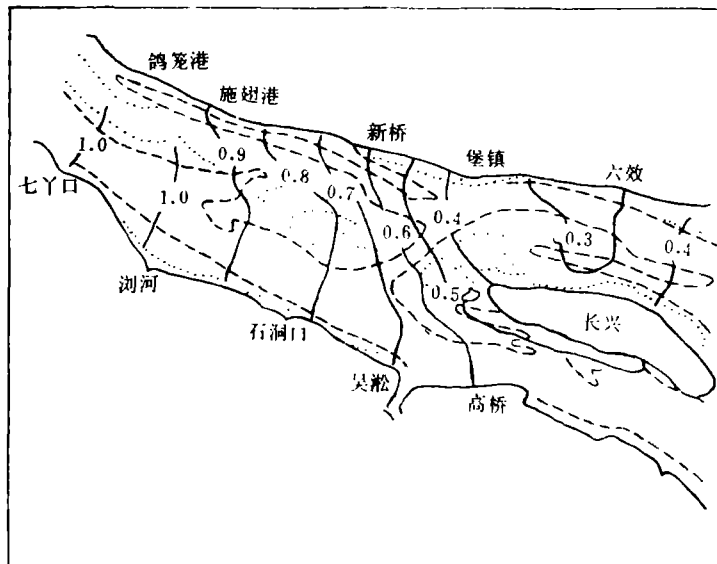 鸽笼港
施翅港
新桥
堡镇
六效
1.0
0.9
0.8
0.7
0.4
0.6
0.3
0.4
七丫口
1.0
0.5
浏河
石洞口
长兴
吴淞
高桥